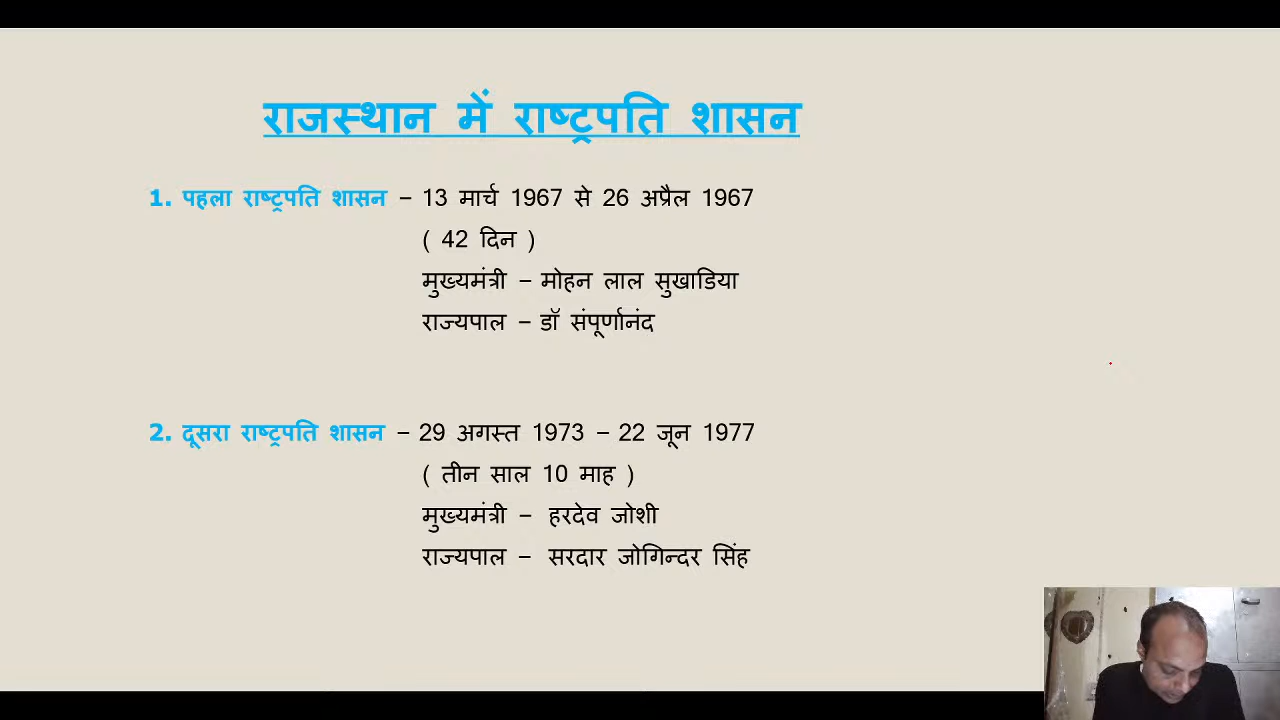 राजस्थान में राष्ट्रपति शासन
1. पहला राष्ट्रपति शासन – 13 मार्च 1967 से 26 अप्रैल 1967
( 42 दिन )
मुख्यमंत्री – मोहन लाल सुखाडिया
राज्यपाल – डॉ संपूर्णानंद
2. दूसरा राष्ट्रपति शासन – 29 अगस्त 1973 – 22 जून 1977
( तीन साल 10 माह )
मुख्यमंत्री – हरदेव जोशी
राज्यपाल – सरदार जोगिन्दर सिंह